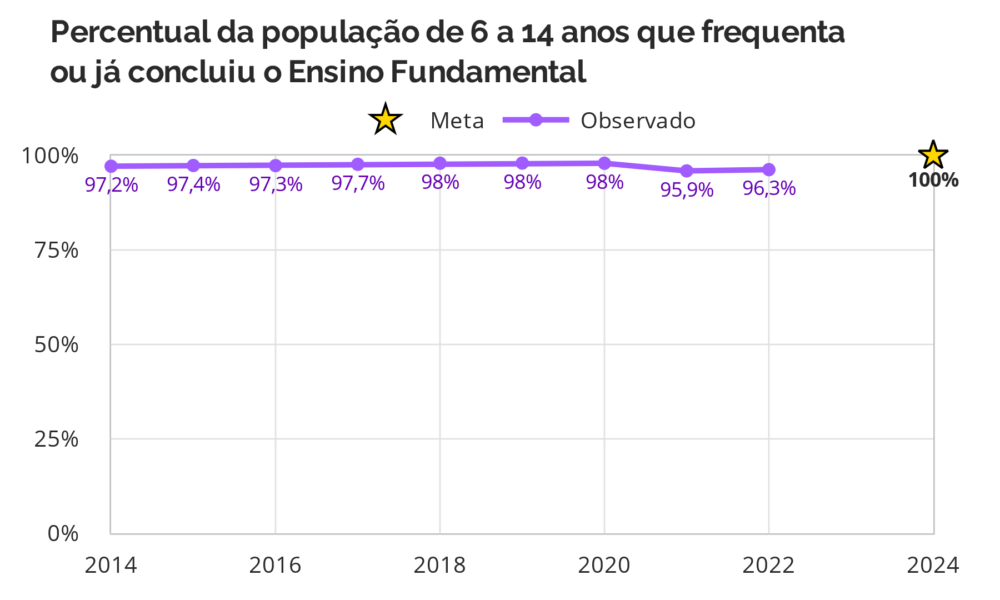 Percentual da população de 6 a 14 anos que frequenta
ou já concluiu o Ensino Fundamental
Meta Observado
100%
97,2% 97,4% 97,3% 97,7% 98% 98% 98% 95,9% 96,3% 100%
75%
50%
25%
0%
2014 2016 2018 2020 2022 2024